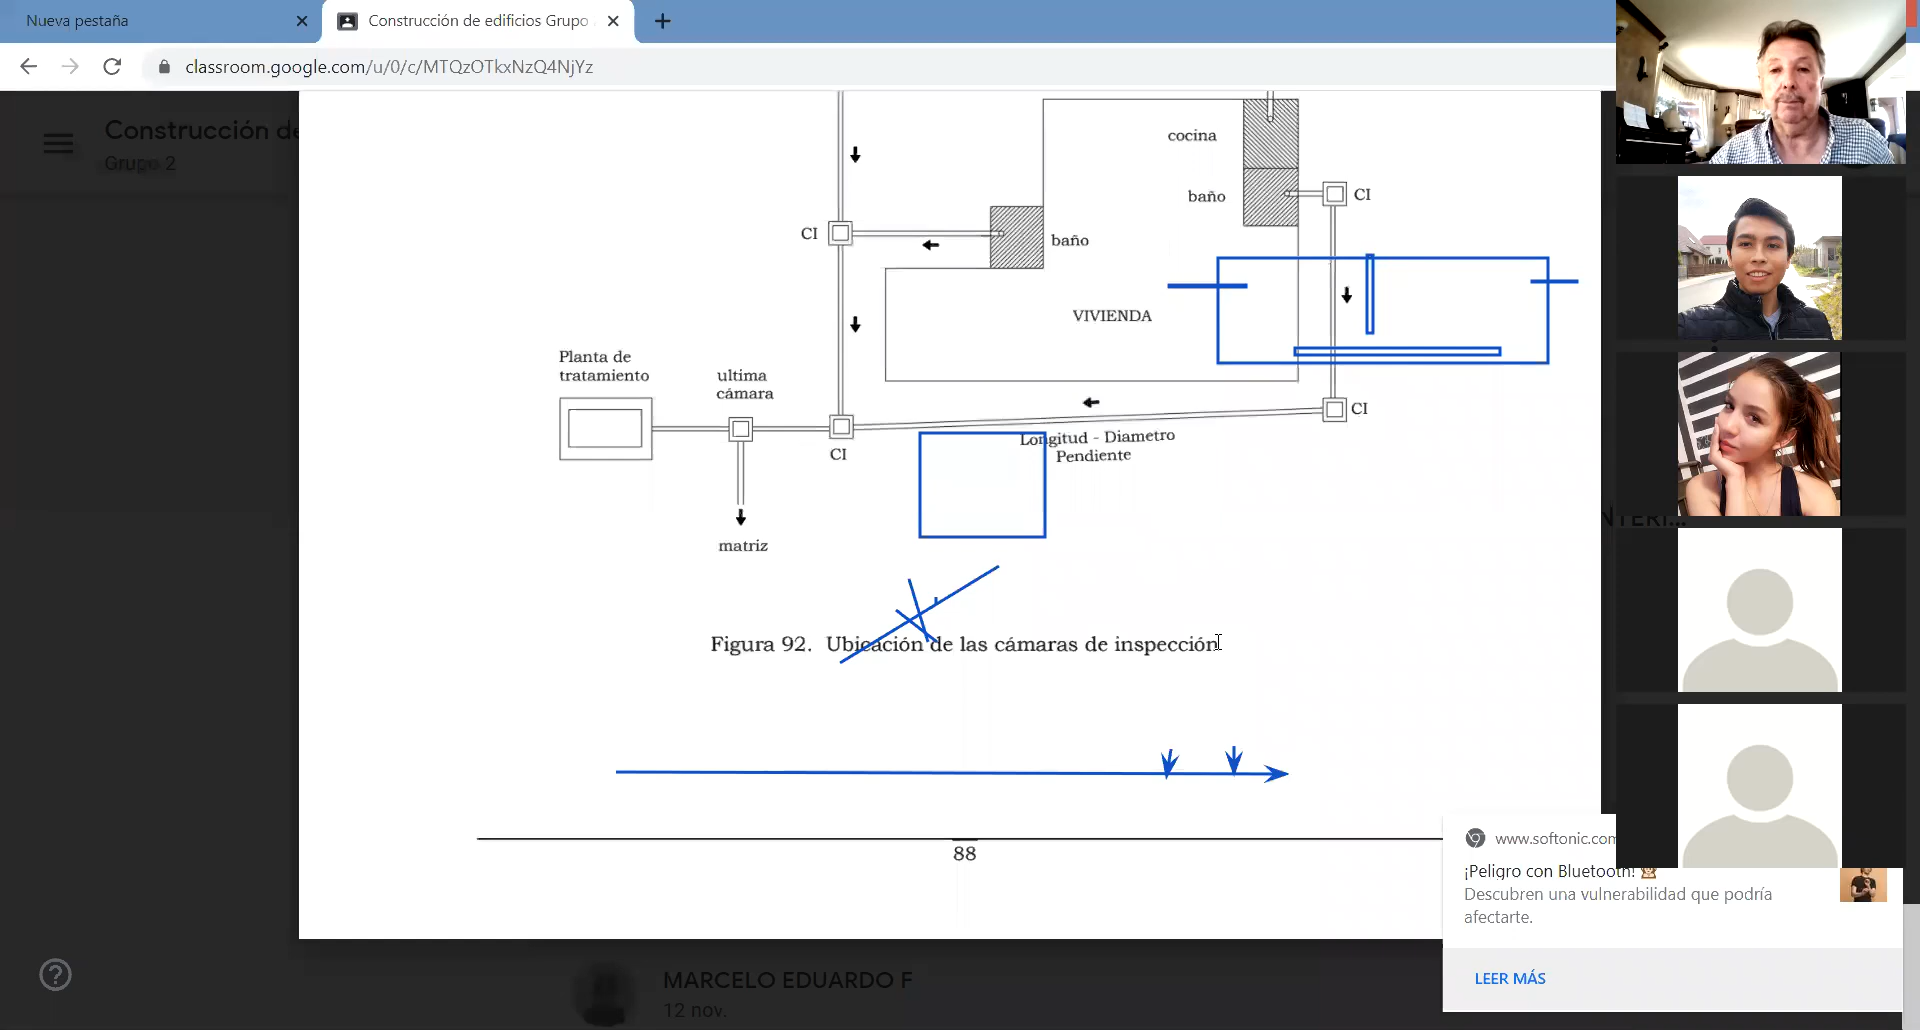 Nueva pestaña
Construcción de edificios Grupo
classroom.google.com/u/0/c/MTQzOTkxNzQ4NjYz
Construcción de
Grupo 2
cocina
baño
CI
CI
baño
VIVIENDA
Planta de
tratamiento
ultima
cámara
CI
CI
Longitud - Diametro
Pendiente
matriz
Figura 92. Ubicación de las cámaras de inspección
88
www.softonic.com
¡Peligro con Bluetooth!
Descubren una vulnerabilidad que podría
afectarte.
LEER MÁS
MARCELO EDUARDO F
12 nov.